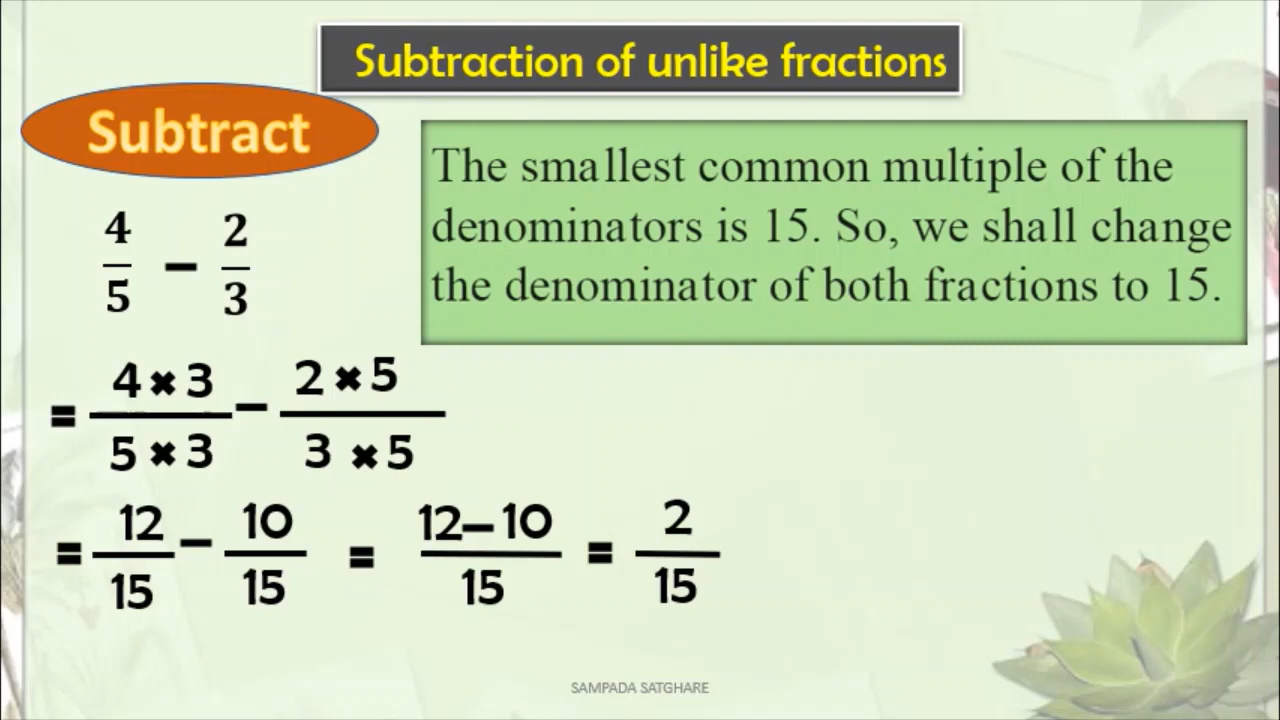 Subtraction of unlike fractions
Subtract
The smallest common multiple of the
denominators is 15. So, we shall change
the denominator of both fractions to 15.
4/5 − 2/3
= (4 × 3)/(5 × 3) − (2 × 5)/(3 × 5)
= 12/15 − 10/15 = (12 − 10)/15 = 2/15
SAMPADA SATGHARE